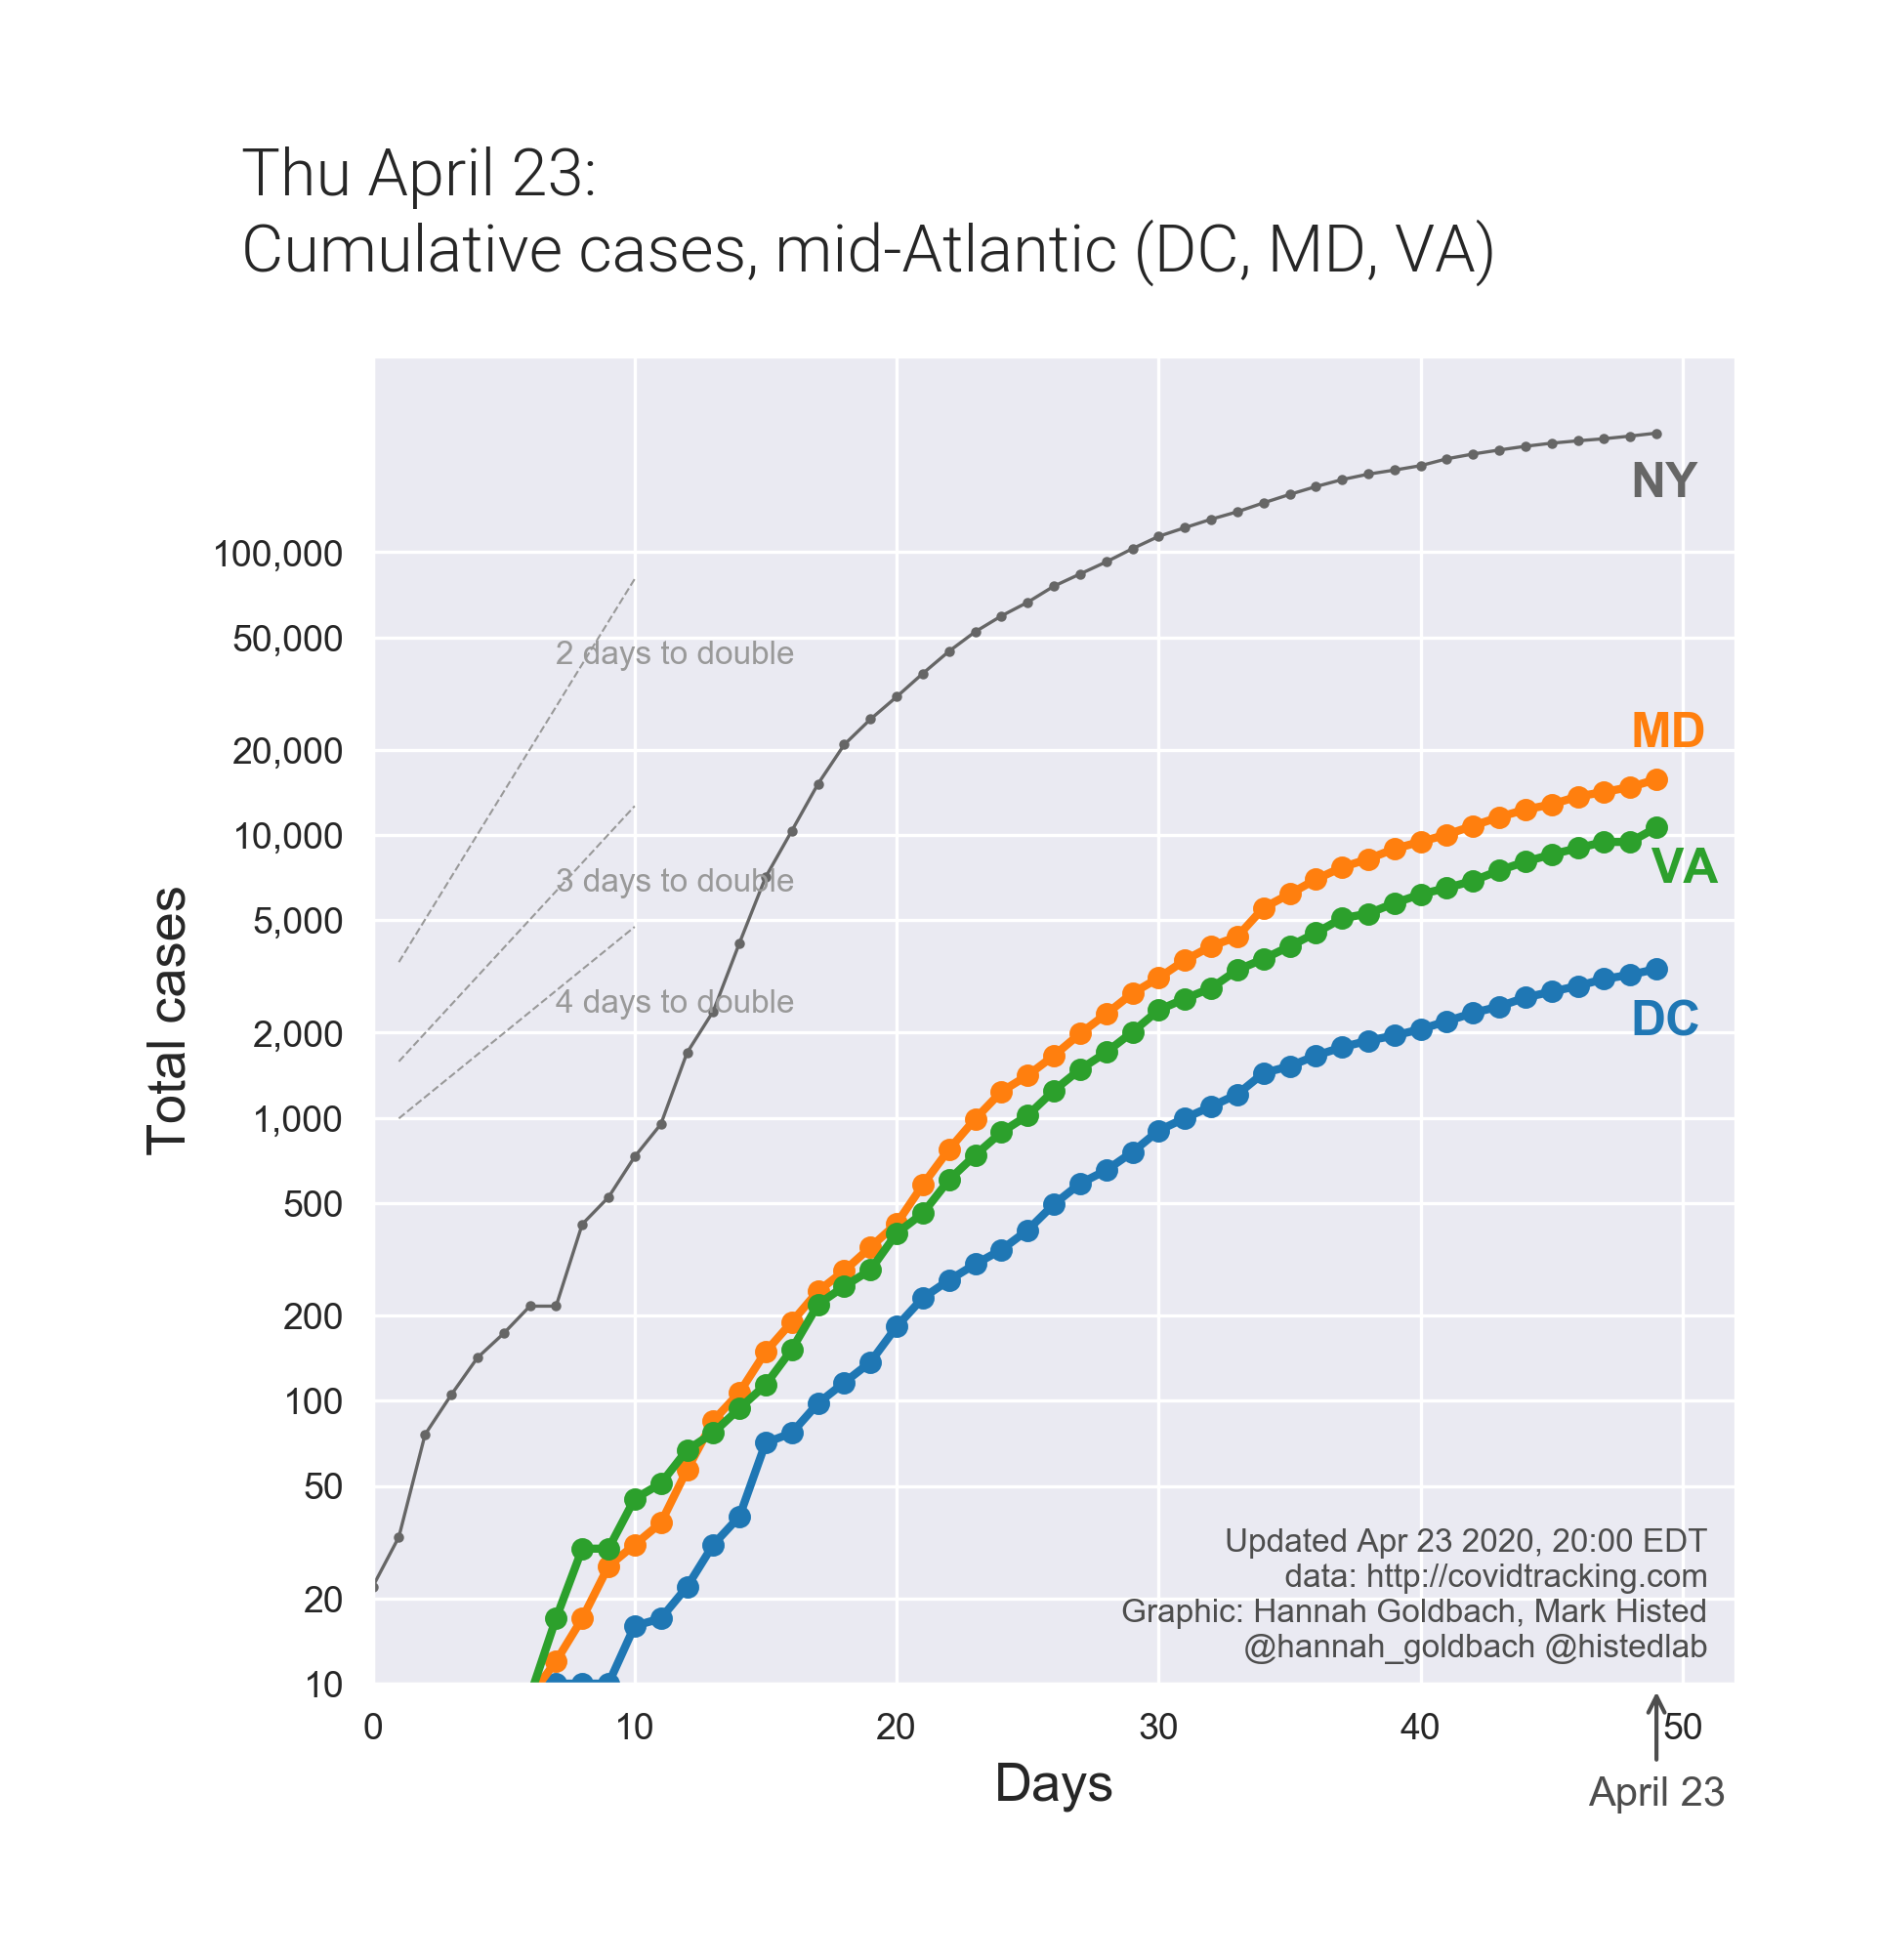 Thu April 23:
Cumulative cases, mid-Atlantic (DC, MD, VA)
Total cases
100,000
50,000
20,000
10,000
5,000
2,000
1,000
500
200
100
50
20
10
2 days to double
3 days to double
4 days to double
NY
MD
VA
DC
Updated Apr 23 2020, 20:00 EDT
data: http://covidtracking.com
Graphic: Hannah Goldbach, Mark Histed
@hannah_goldbach @histedlab
0 10 20 30 40 50
Days
April 23